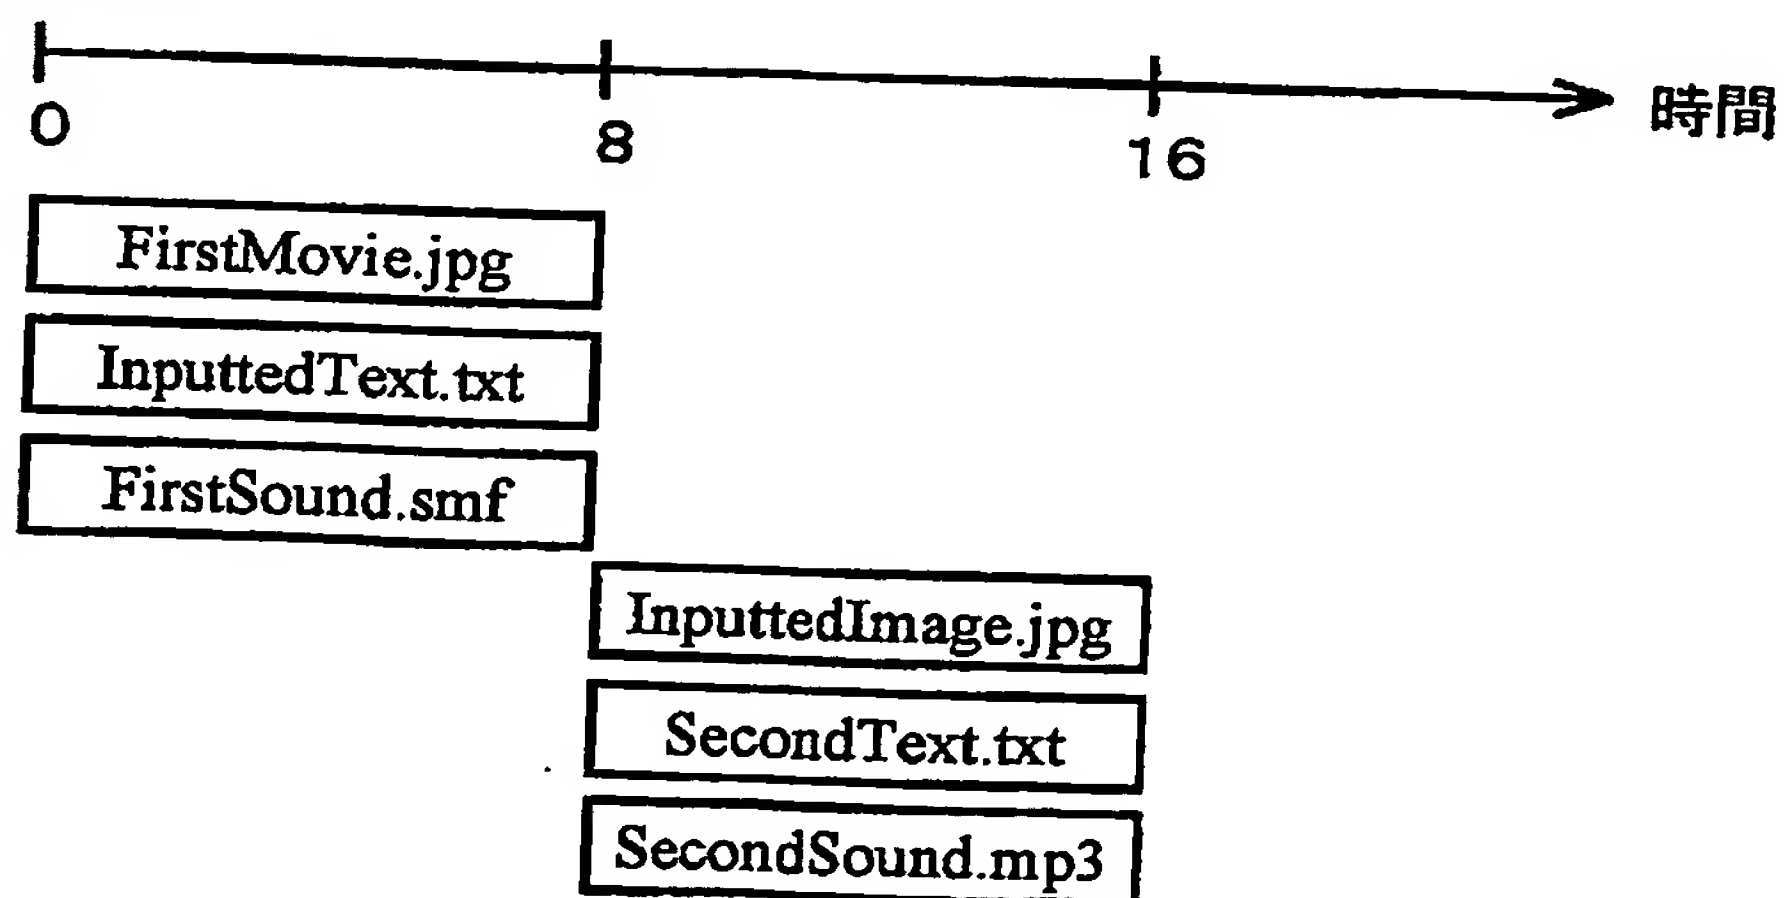 0 8 16 時間
FirstMovie.jpg
InputtedText.txt
FirstSound.smf
InputtedImage.jpg
SecondText.txt
SecondSound.mp3